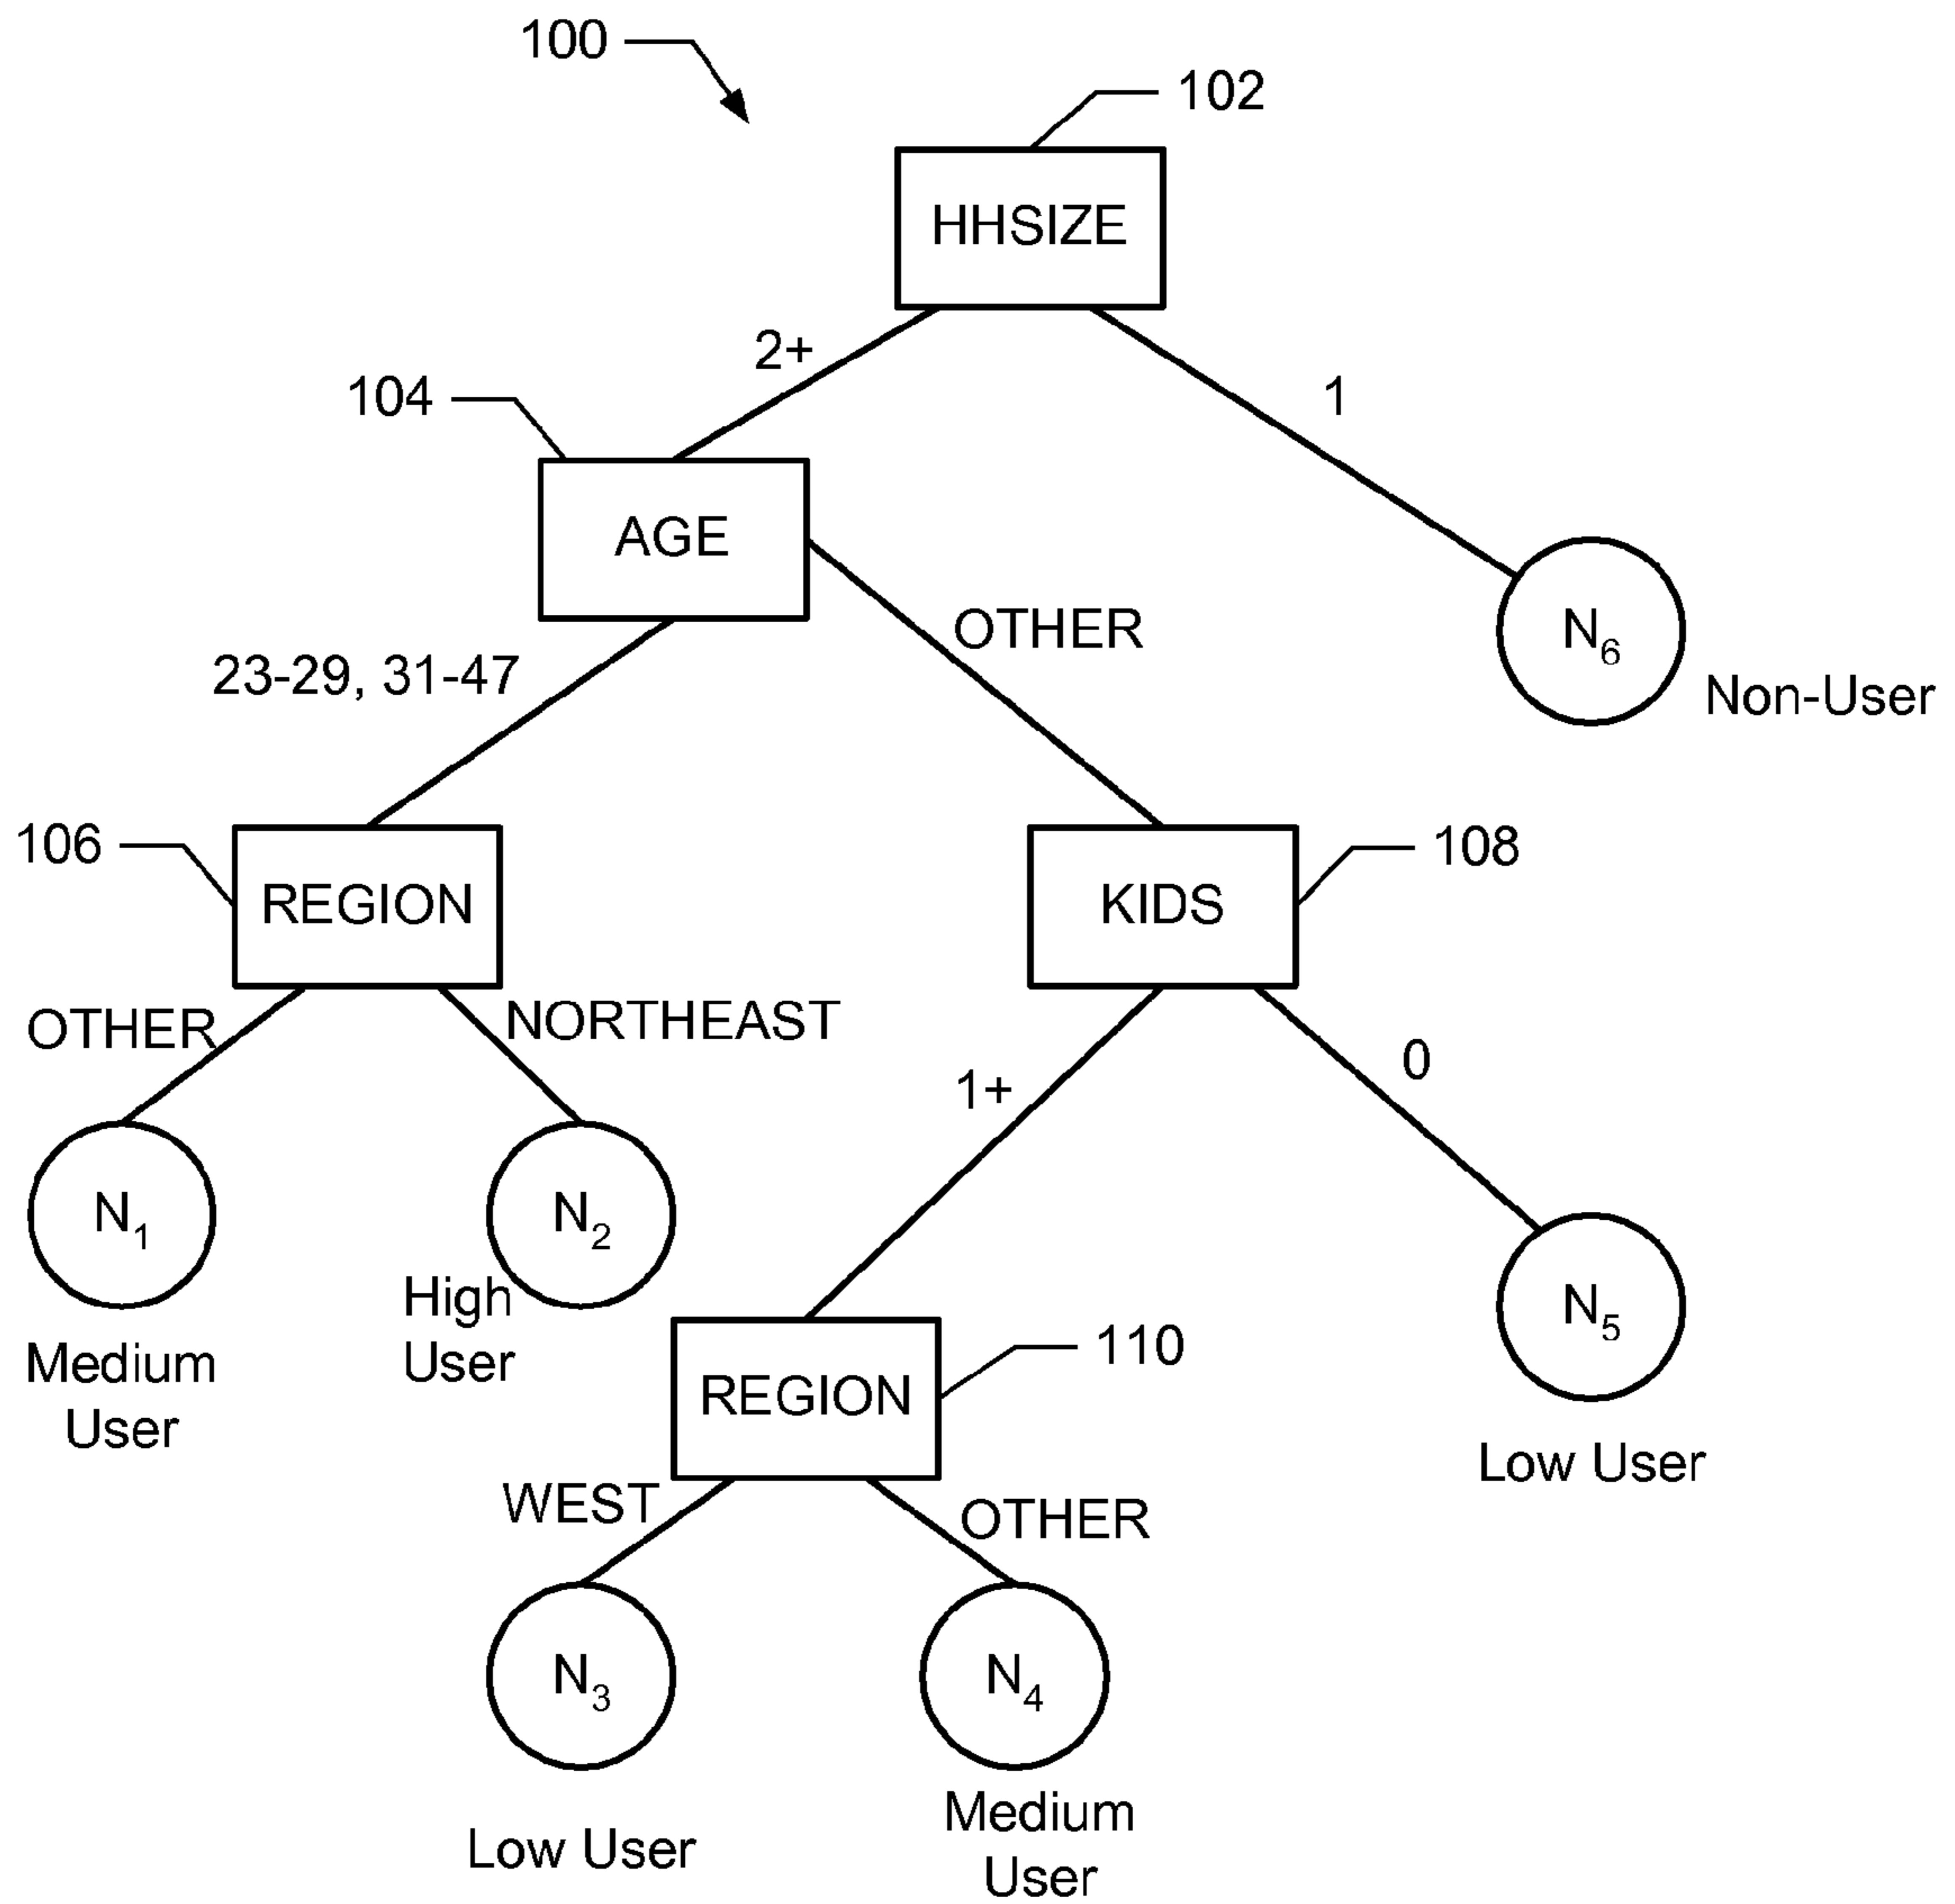 100
102
HHSIZE
2+
1
104
AGE
OTHER
N6
23-29, 31-47
Non-User
106
REGION
KIDS
108
OTHER
NORTHEAST
1+
0
N1
N2
High
User
N5
Medium
User
110
REGION
Low User
WEST
OTHER
N3
N4
Low User
Medium
User